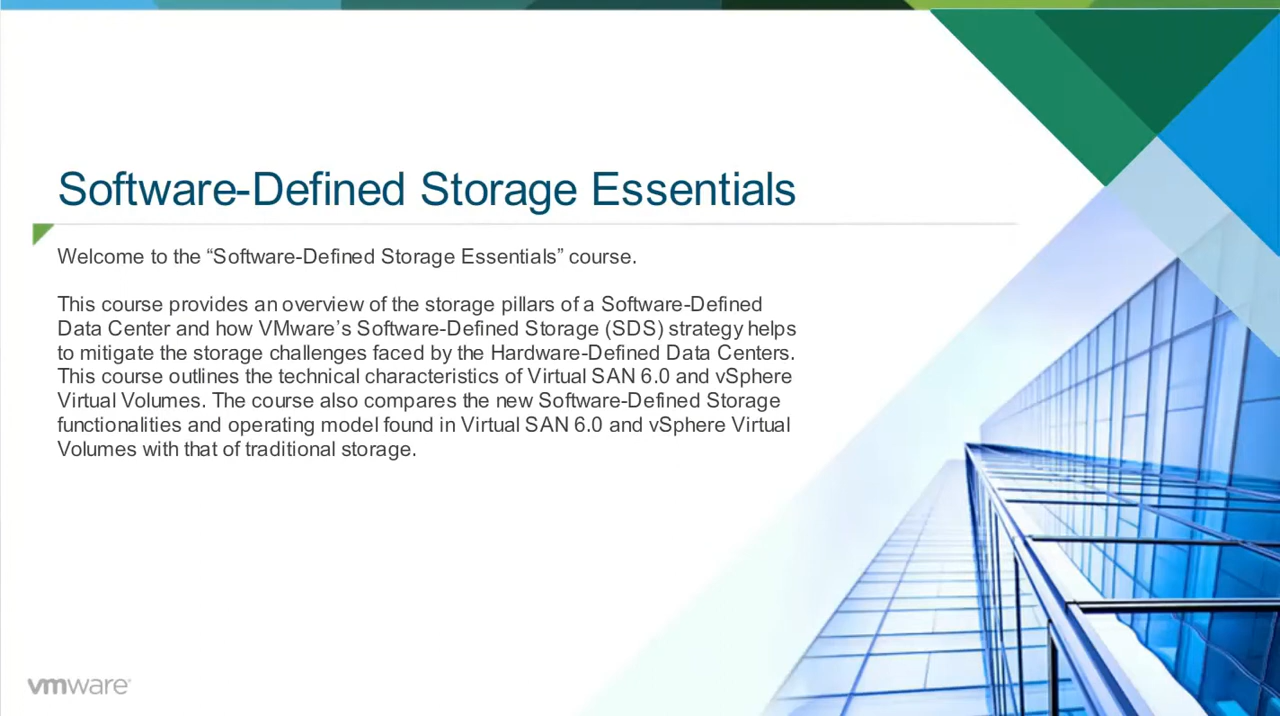 Software-Defined Storage Essentials
Welcome to the “Software-Defined Storage Essentials” course.
This course provides an overview of the storage pillars of a Software-Defined
Data Center and how VMware’s Software-Defined Storage (SDS) strategy helps
to mitigate the storage challenges faced by the Hardware-Defined Data Centers.
This course outlines the technical characteristics of Virtual SAN 6.0 and vSphere
Virtual Volumes. The course also compares the new Software-Defined Storage
functionalities and operating model found in Virtual SAN 6.0 and vSphere Virtual
Volumes with that of traditional storage.
vmware®